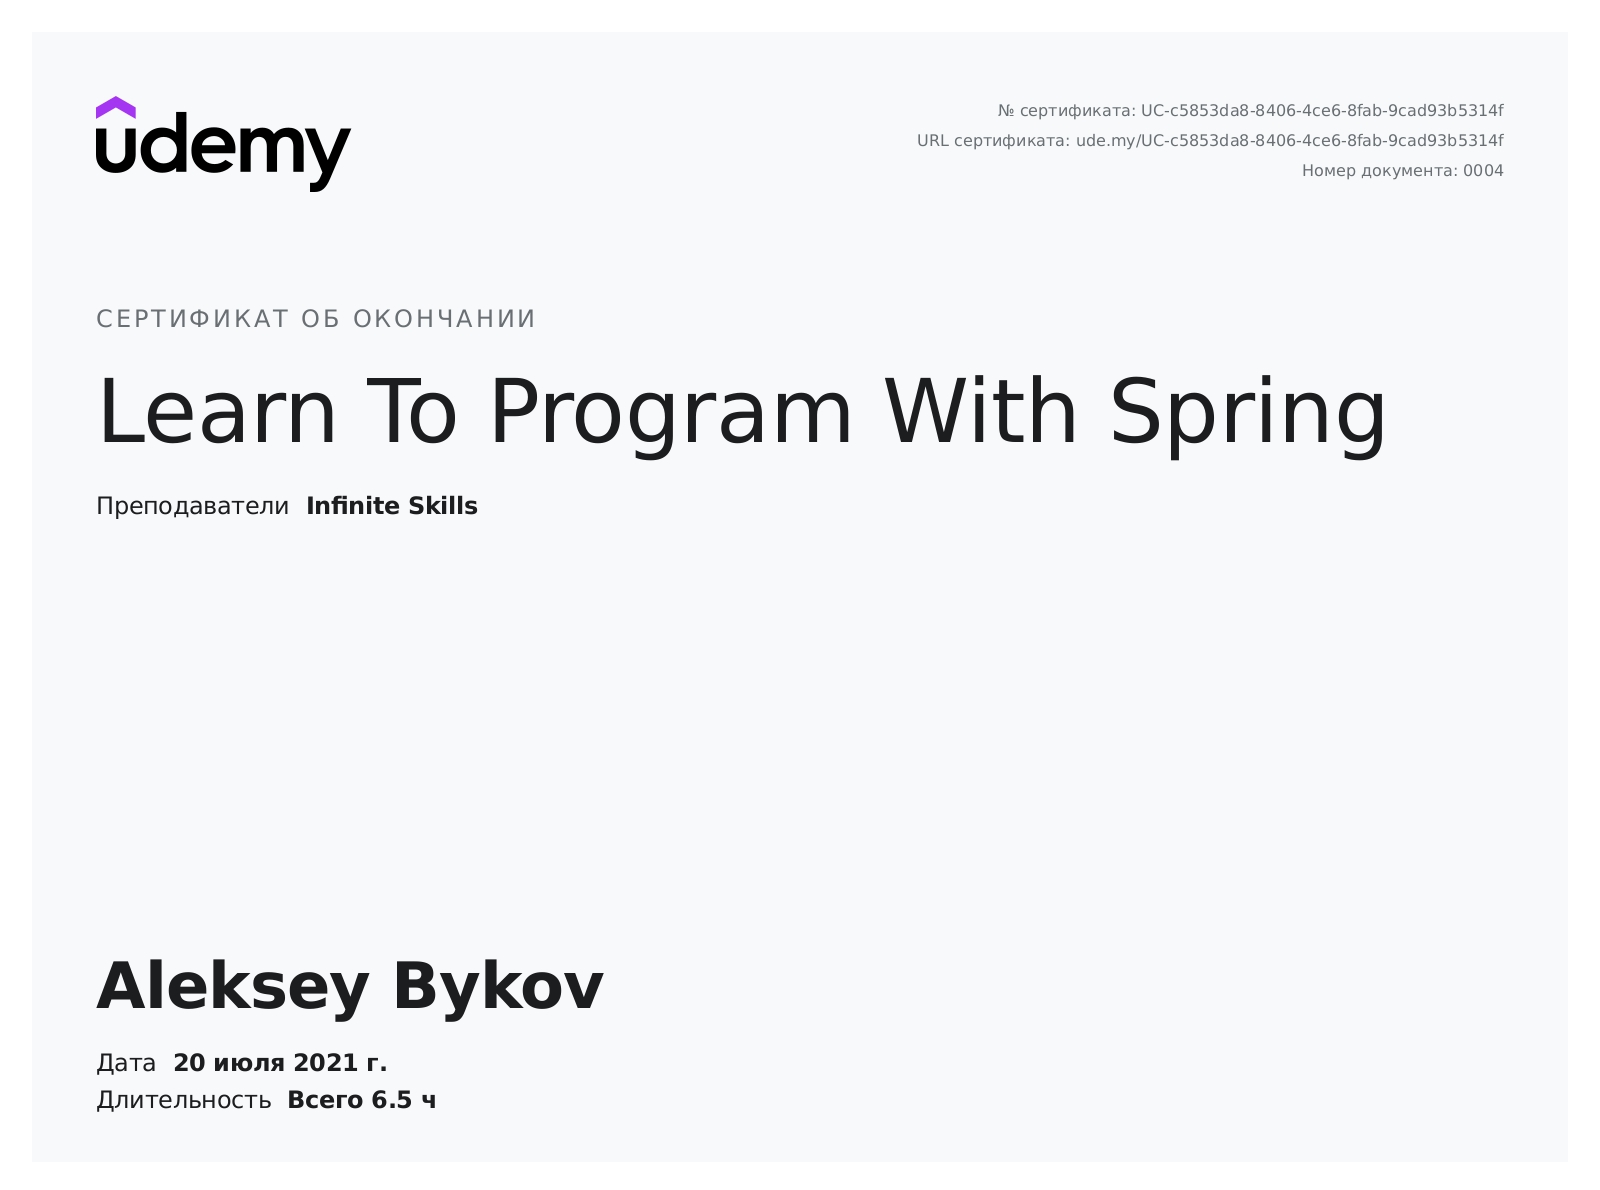 udemy
№ сертификата: UC-c5853da8-8406-4ce6-8fab-9cad93b5314f
URL сертификата: ude.my/UC-c5853da8-8406-4ce6-8fab-9cad93b5314f
Номер документа: 0004
СЕРТИФИКАТ ОБ ОКОНЧАНИИ
Learn To Program With Spring
Преподаватели Infinite Skills
Aleksey Bykov
Дата 20 июля 2021 г.
Длительность Всего 6.5 ч